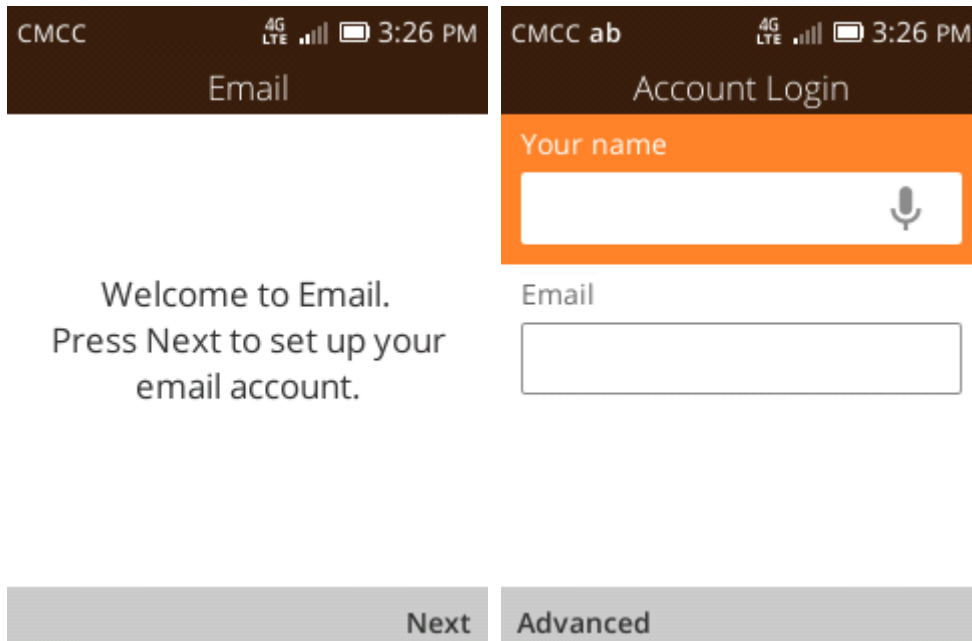 CMCC 4G LTE 3:26 PM
Email
Welcome to Email.
Press Next to set up your
email account.
Next
CMCC ab 4G LTE 3:26 PM
Account Login
Your name
Email
Advanced